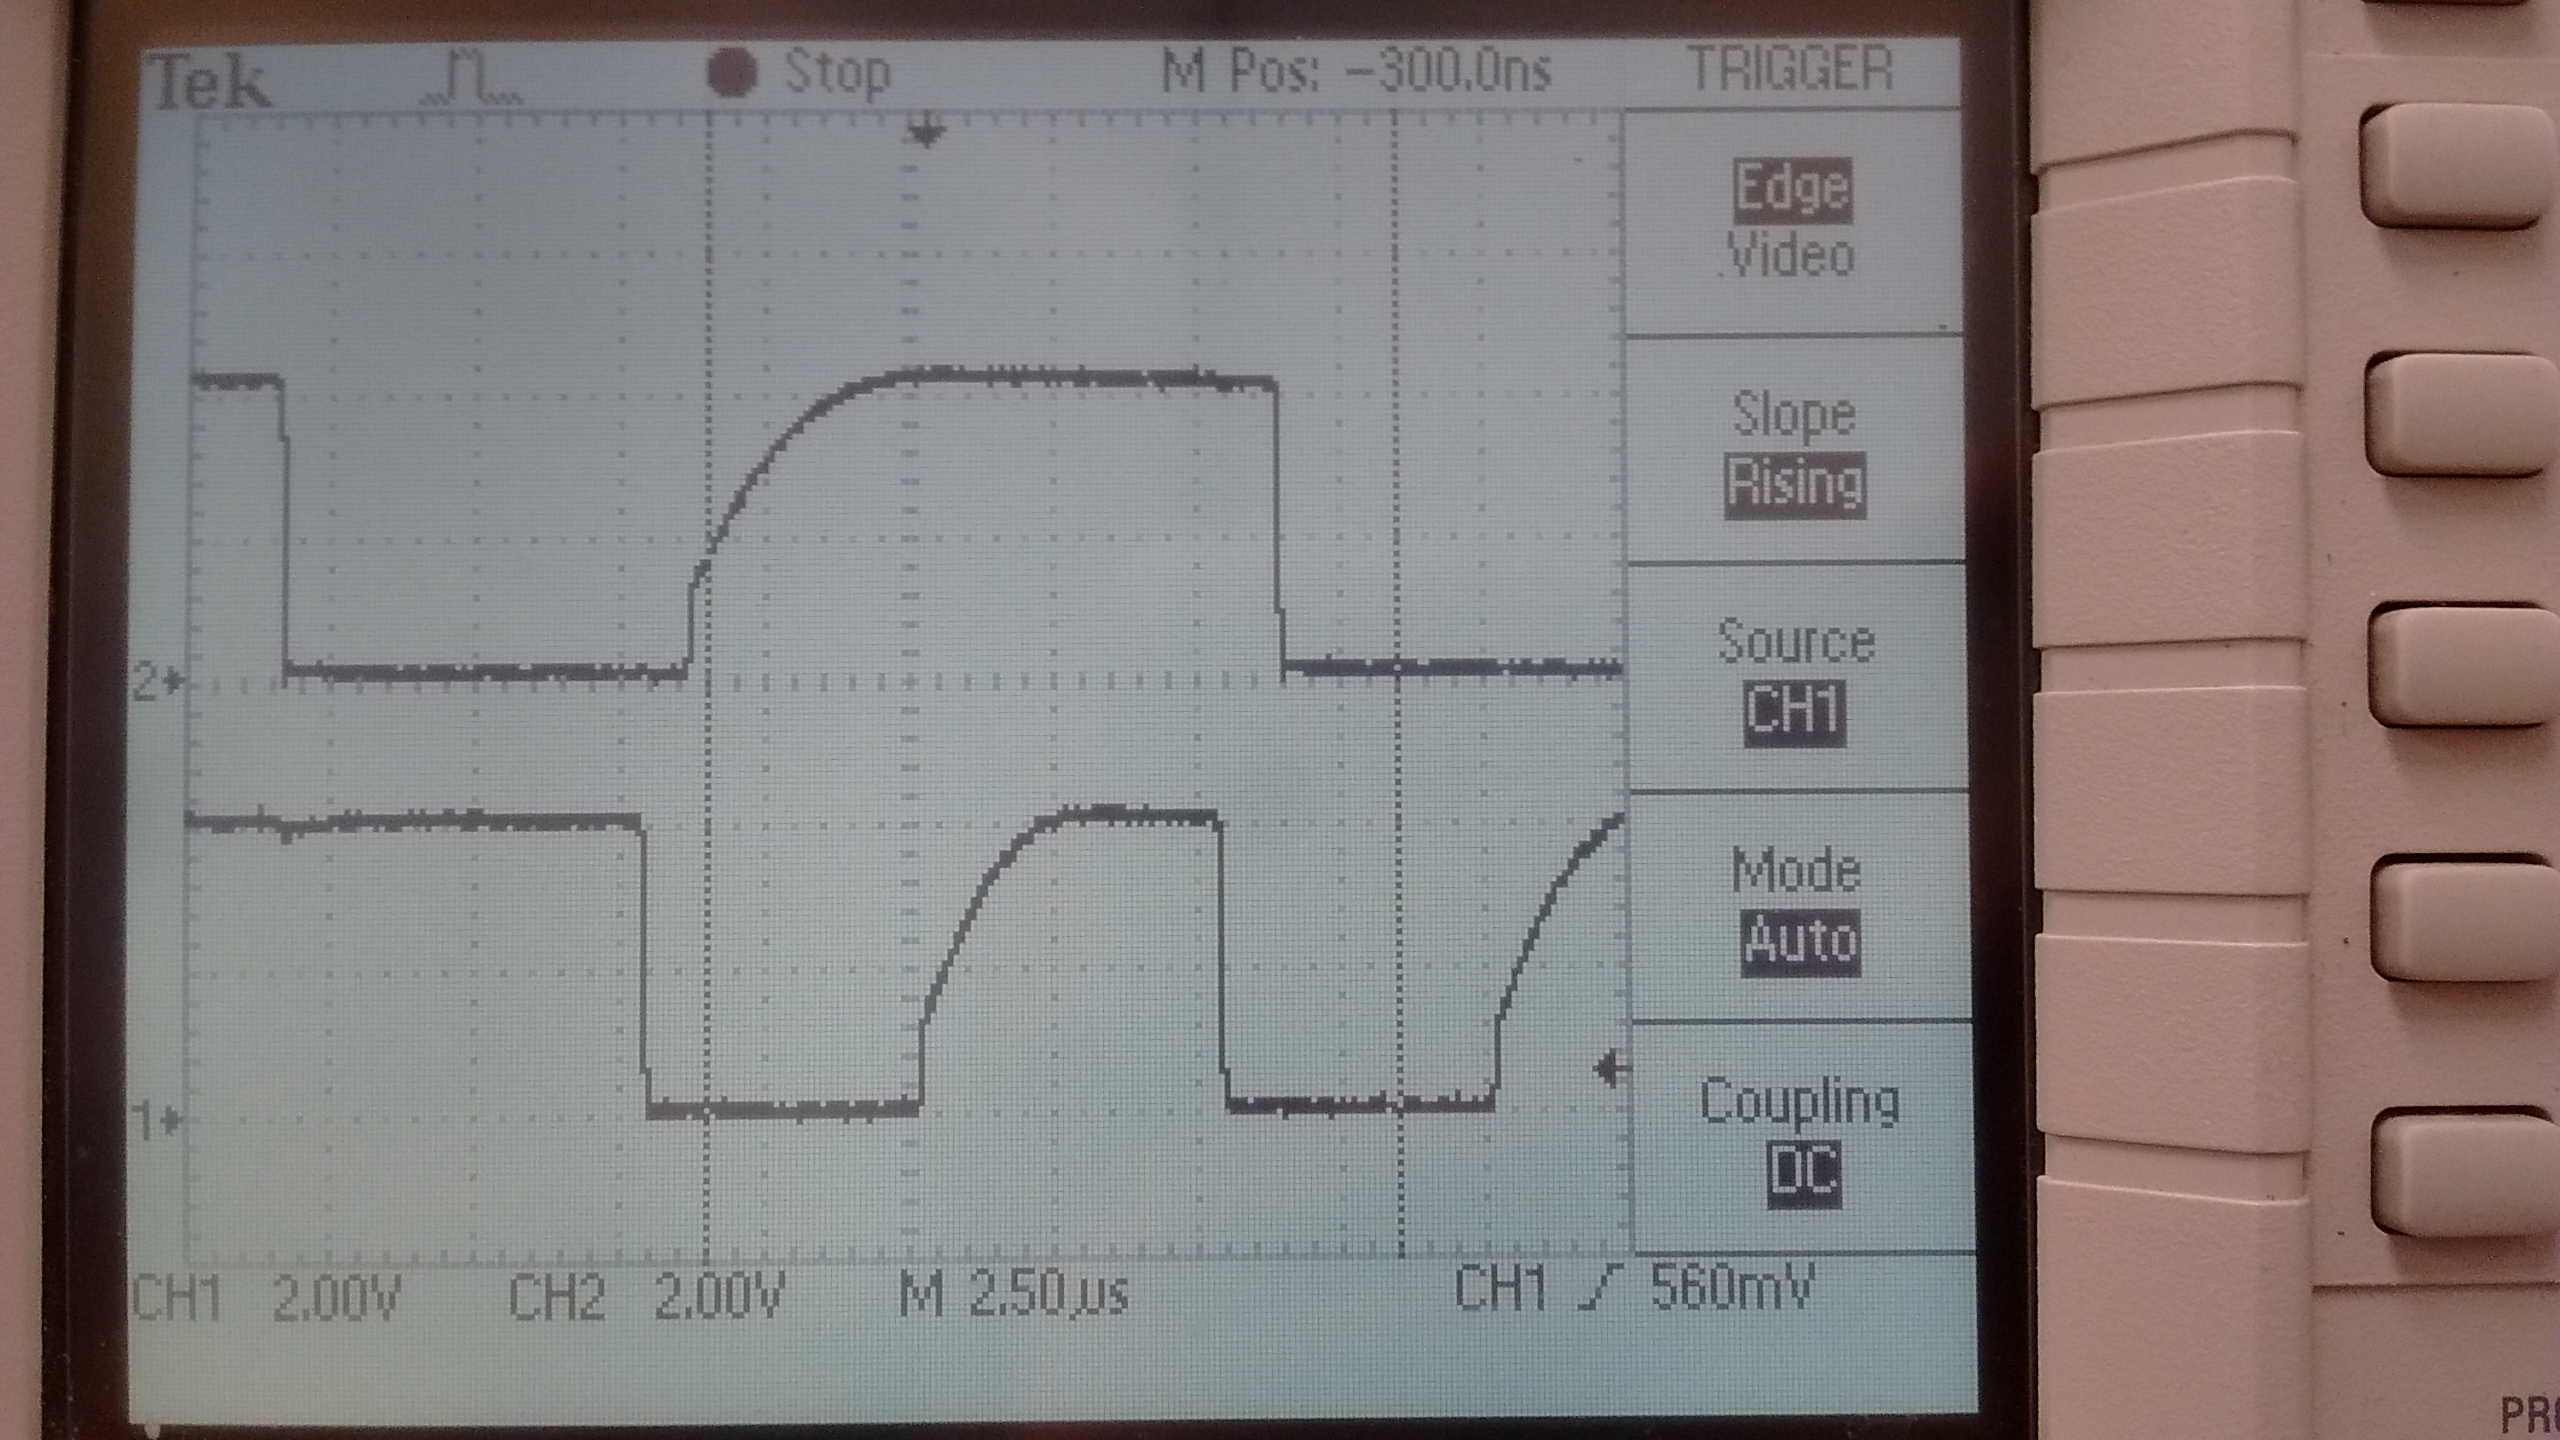 Tek Stop M Pos: -300.0ns TRIGGER
Edge
Video
Slope
Rising
Source
CH1
Mode
Auto
Coupling
DC
2
1
CH1 2.00V CH2 2.00V M 2.50µs CH1 560mV